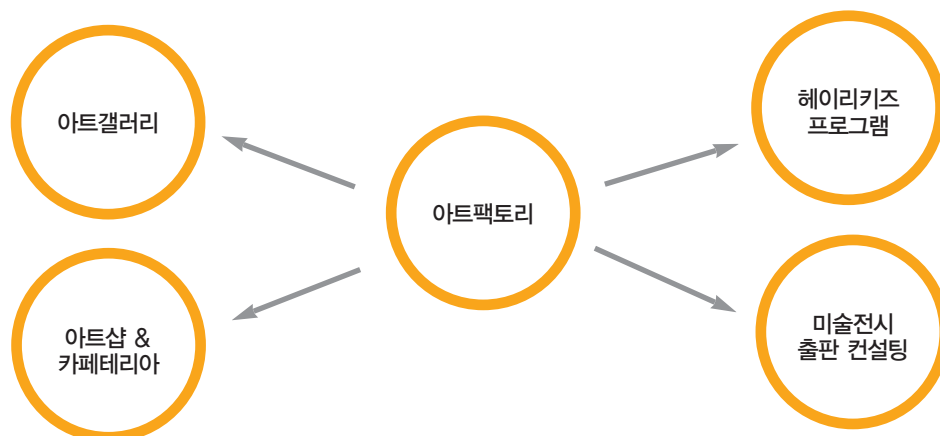 아트갤러리
헤이리키즈
프로그램
아트팩토리
아트샵 &
카페테리아
미술전시
출판 컨설팅